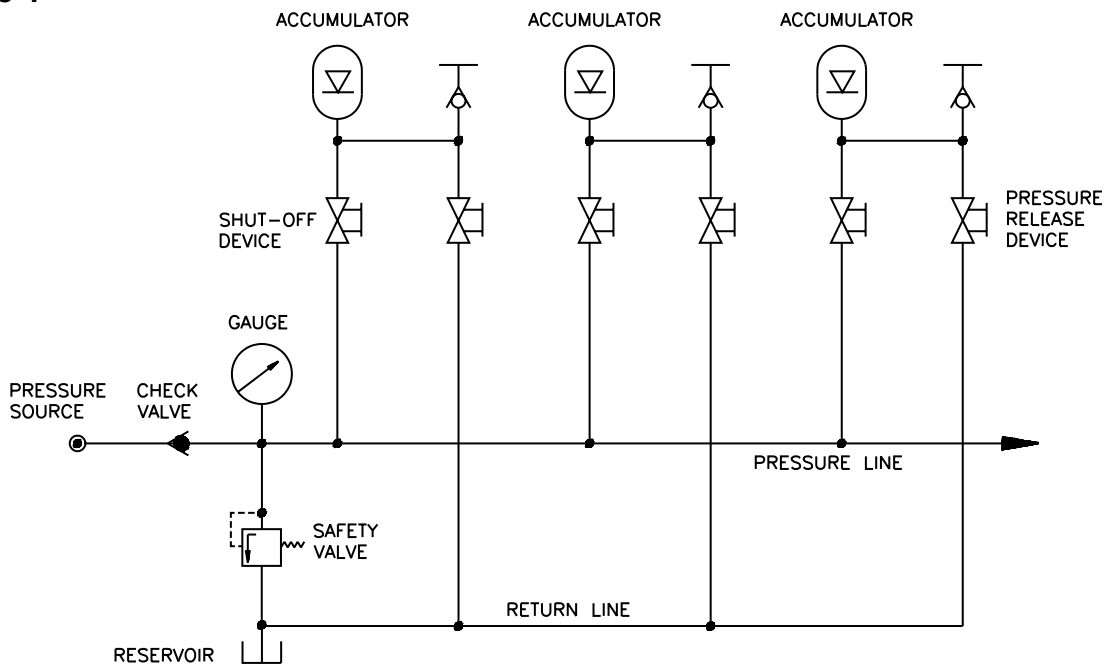 ACCUMULATOR
ACCUMULATOR
ACCUMULATOR
SHUT-OFF
DEVICE
PRESSURE
RELEASE
DEVICE
GAUGE
PRESSURE
SOURCE
CHECK
VALVE
PRESSURE LINE
SAFETY
VALVE
RETURN LINE
RESERVOIR